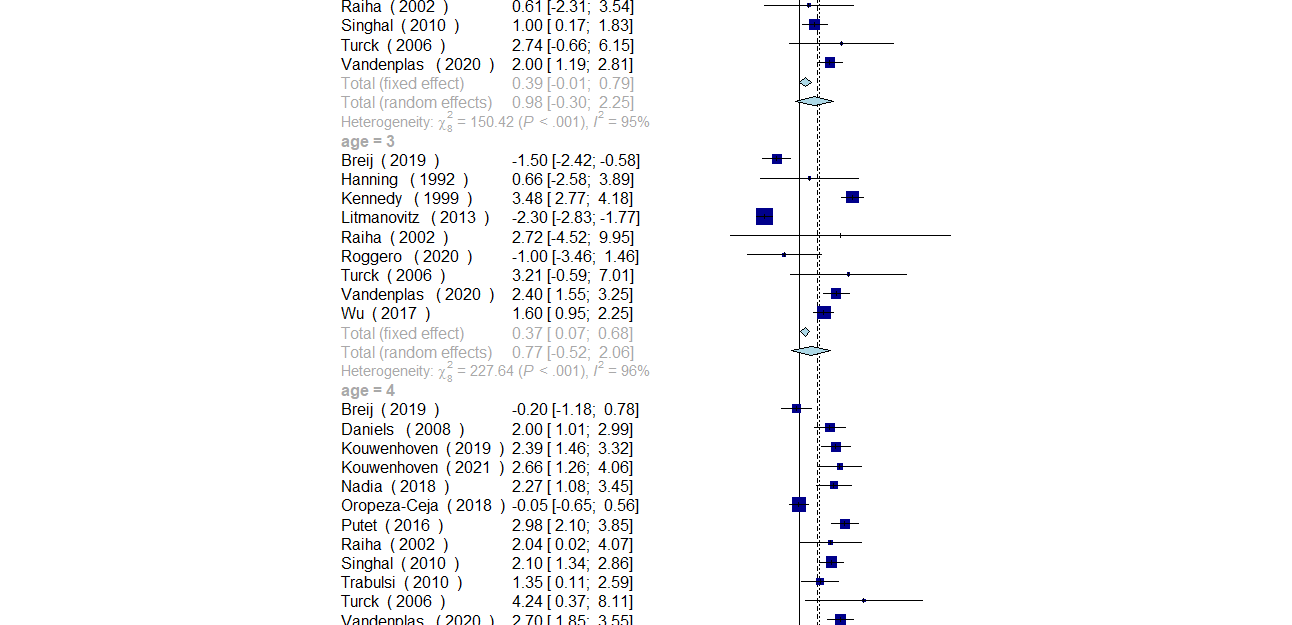 Raiha (2002 ) 0.61 [-2.31; 3.54]
Singhal (2010 ) 1.00 [ 0.17; 1.83]
Turck (2006 ) 2.74 [-0.66; 6.15]
Vandenplas (2020 ) 2.00 [ 1.19; 2.81]
Total (fixed effect) 0.39 [-0.01; 0.79]
Total (random effects) 0.98 [-0.30; 2.25]
Heterogeneity: χ²₈ = 150.42 (P < .001), I² = 95%
age = 3
Breij (2019 ) -1.50 [-2.42; -0.58]
Hanning (1992 ) 0.66 [-2.58; 3.89]
Kennedy (1999 ) 3.48 [ 2.77; 4.18]
Litmanovitz (2013 ) -2.30 [-2.83; -1.77]
Raiha (2002 ) 2.72 [-4.52; 9.95]
Roggero (2020 ) -1.00 [-3.46; 1.46]
Turck (2006 ) 3.21 [-0.59; 7.01]
Vandenplas (2020 ) 2.40 [ 1.55; 3.25]
Wu (2017 ) 1.60 [ 0.95; 2.25]
Total (fixed effect) 0.37 [ 0.07; 0.68]
Total (random effects) 0.77 [-0.52; 2.06]
Heterogeneity: χ²₈ = 227.64 (P < .001), I² = 96%
age = 4
Breij (2019 ) -0.20 [-1.18; 0.78]
Daniels (2008 ) 2.00 [ 1.01; 2.99]
Kouwenhoven (2019 ) 2.39 [ 1.46; 3.32]
Kouwenhoven (2021 ) 2.66 [ 1.26; 4.06]
Nadia (2018 ) 2.27 [ 1.08; 3.45]
Oropeza-Ceja (2018 ) -0.05 [-0.65; 0.56]
Putet (2016 ) 2.98 [ 2.10; 3.85]
Raiha (2002 ) 2.04 [ 0.02; 4.07]
Singhal (2010 ) 2.10 [ 1.34; 2.86]
Trabulsi (2010 ) 1.35 [ 0.11; 2.59]
Turck (2006 ) 4.24 [ 0.37; 8.11]
Vandenplas (2020 ) 2.70 [ 1.85; 3.55]